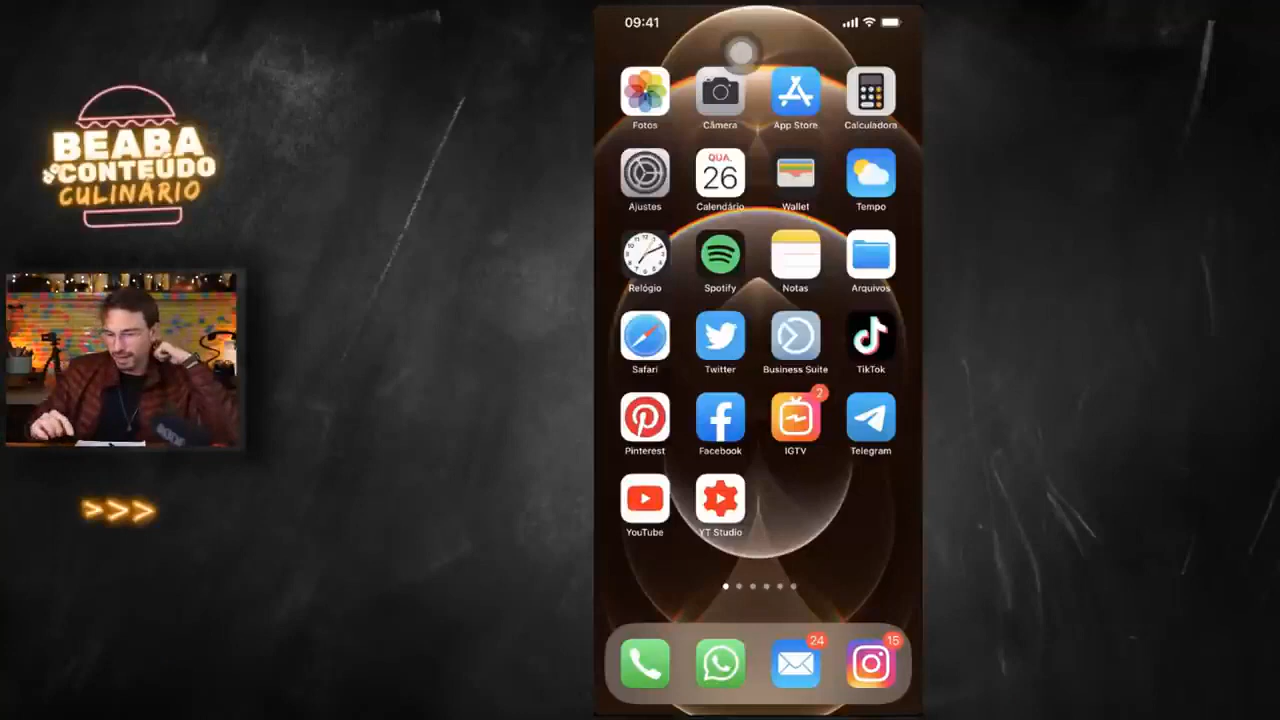 BEABA
do CONTEÚDO
CULINÁRIO
>>>
09:41
Fotos
Câmera
App Store
Calculadora
Ajustes
QUA.
26
Calendário
Wallet
Tempo
Relógio
Spotify
Notas
Arquivos
Safari
Twitter
Business Suite
TikTok
Pinterest
Facebook
2
IGTV
Telegram
YouTube
YT Studio
24
15